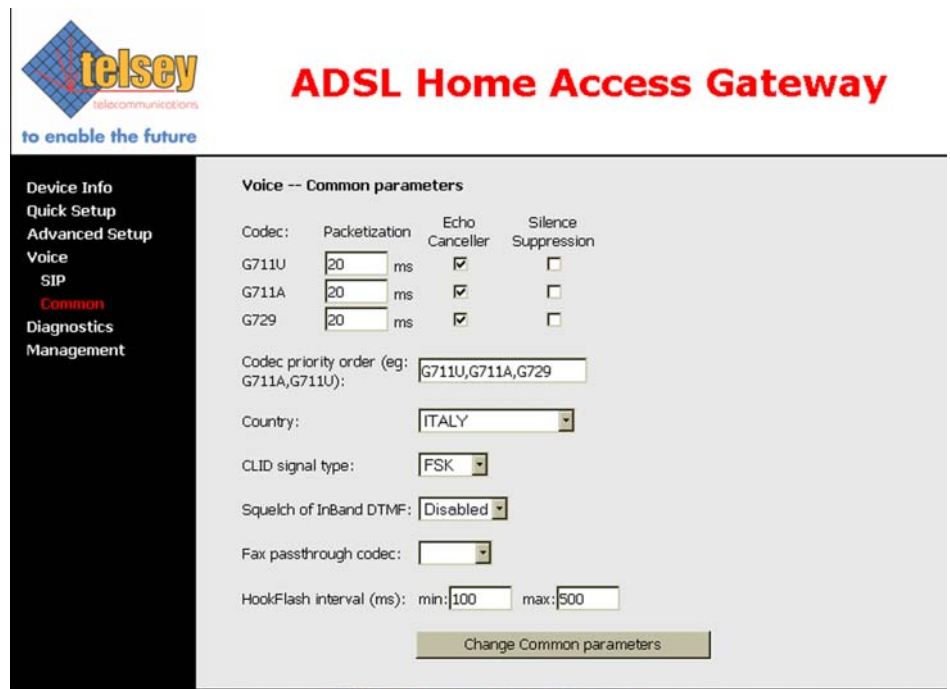 telsey
telecommunications
to enable the future
ADSL Home Access Gateway
Device Info
Quick Setup
Advanced Setup
Voice
SIP
Common
Diagnostics
Management
Voice -- Common parameters
Codec: Packetization Echo Canceller Silence Suppression
G711U 20 ms
G711A 20 ms
G729 20 ms
Codec priority order (eg:
G711A,G711U): G711U,G711A,G729
Country: ITALY
CLID signal type: FSK
Squelch of InBand DTMF: Disabled
Fax passthrough codec:
HookFlash interval (ms): min: 100 max: 500
Change Common parameters